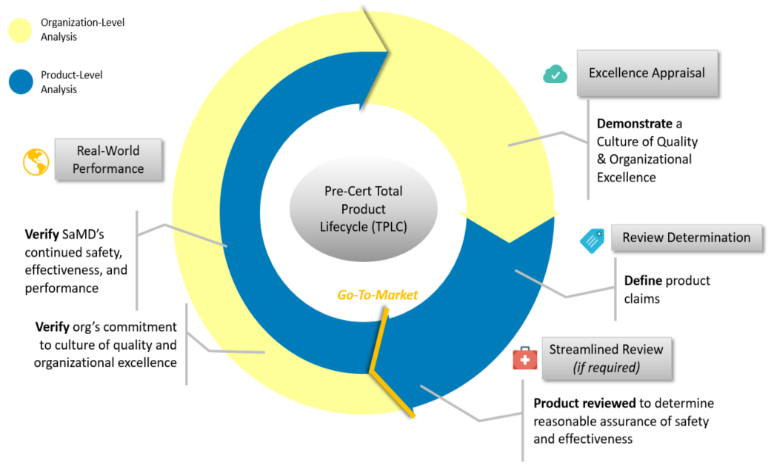 Organization-Level
Analysis
Product-Level
Analysis
Excellence Appraisal
Demonstrate a
Culture of Quality
& Organizational
Excellence
Real-World
Performance
Pre-Cert Total
Product
Lifecycle (TPLC)
Review Determination
Define product
claims
Verify SaMD's
continued safety,
effectiveness, and
performance
Go-To-Market
Verify org's commitment
to culture of quality and
organizational excellence
Streamlined Review
(if required)
Product reviewed to determine
reasonable assurance of safety
and effectiveness